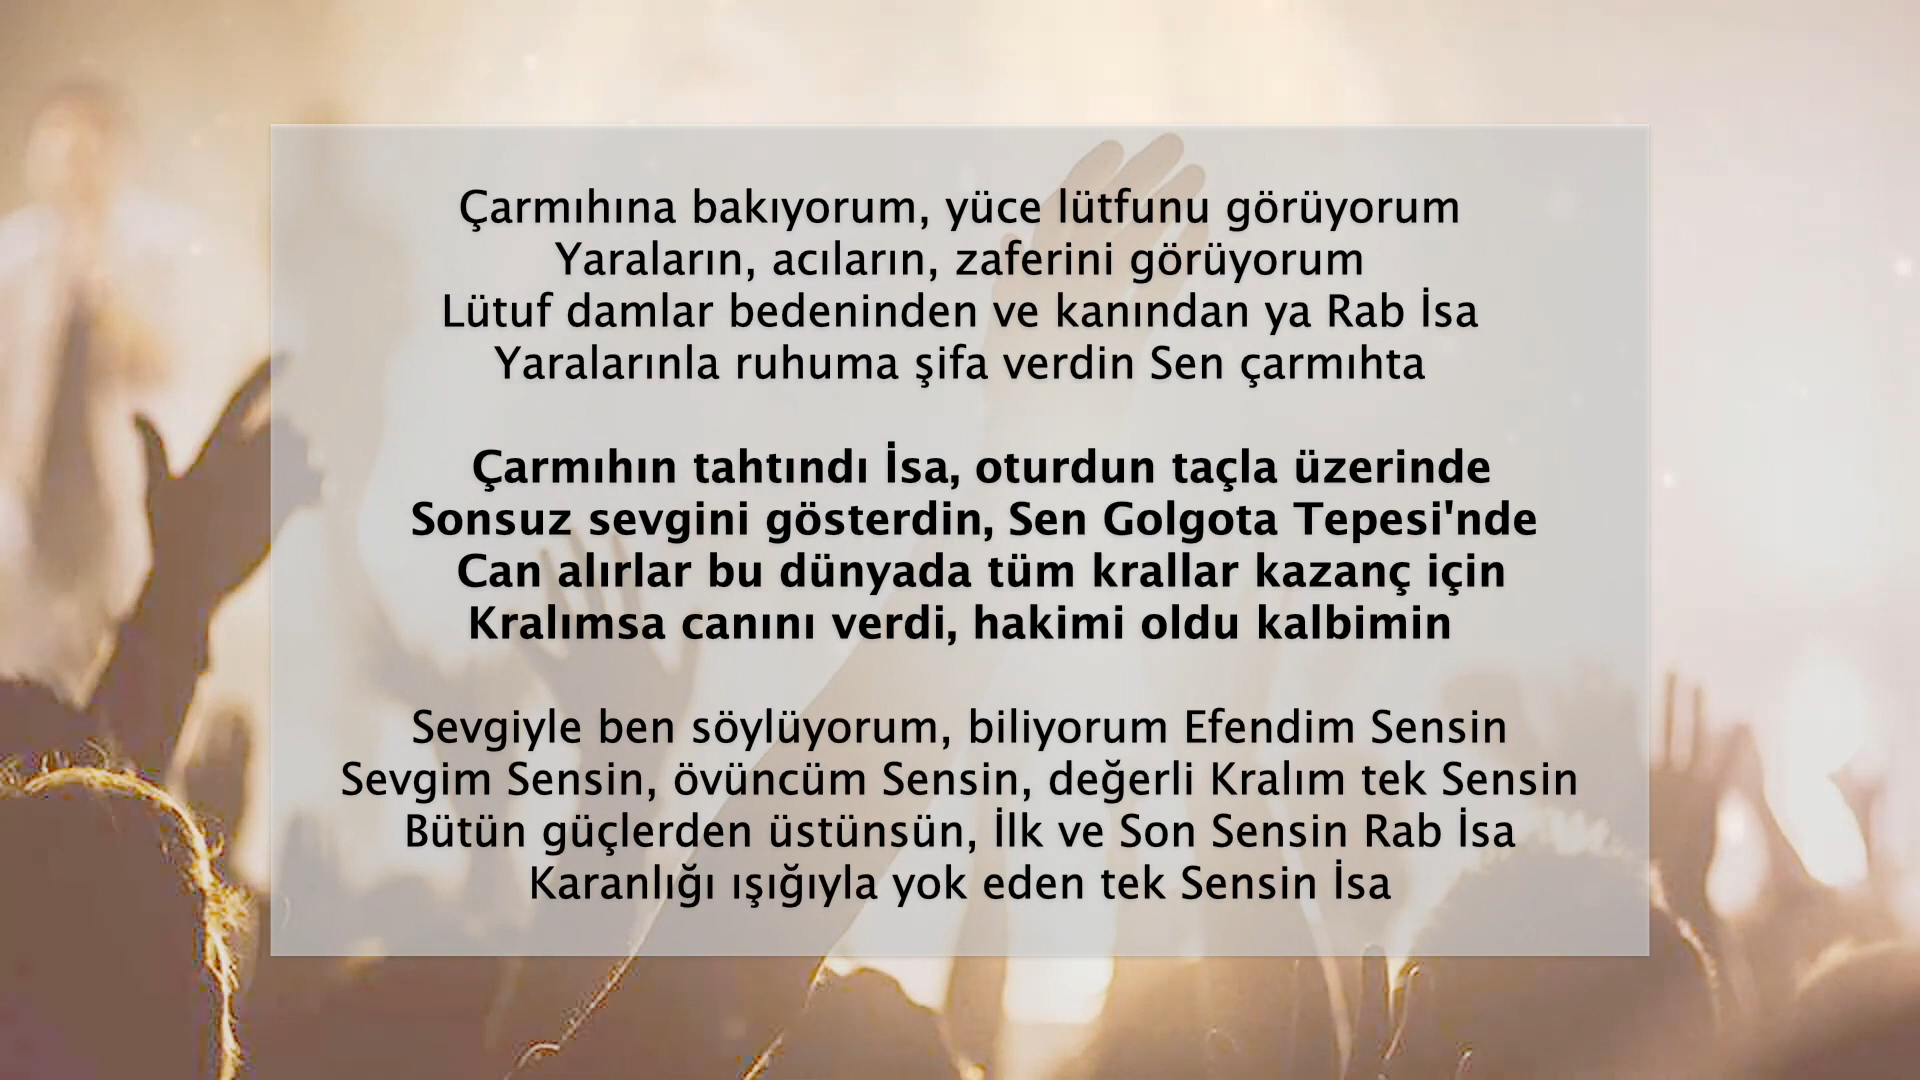 Çarmıhına bakıyorum, yüce lütfunu görüyorum
Yaraların, acıların, zaferini görüyorum
Lütuf damlar bedeninden ve kanından ya Rab İsa
Yaralarınla ruhuma şifa verdin Sen çarmıhta
Çarmıhın tahtındı İsa, oturdun taçla üzerinde
Sonsuz sevgini gösterdin, Sen Golgota Tepesi'nde
Can alırlar bu dünyada tüm krallar kazanç için
Kralımsa canını verdi, hakimi oldu kalbimin
Sevgiyle ben söylüyorum, biliyorum Efendim Sensin
Sevgim Sensin, övüncüm Sensin, değerli Kralım tek Sensin
Bütün güçlerden üstünsün, İlk ve Son Sensin Rab İsa
Karanlığı ışığıyla yok eden tek Sensin İsa